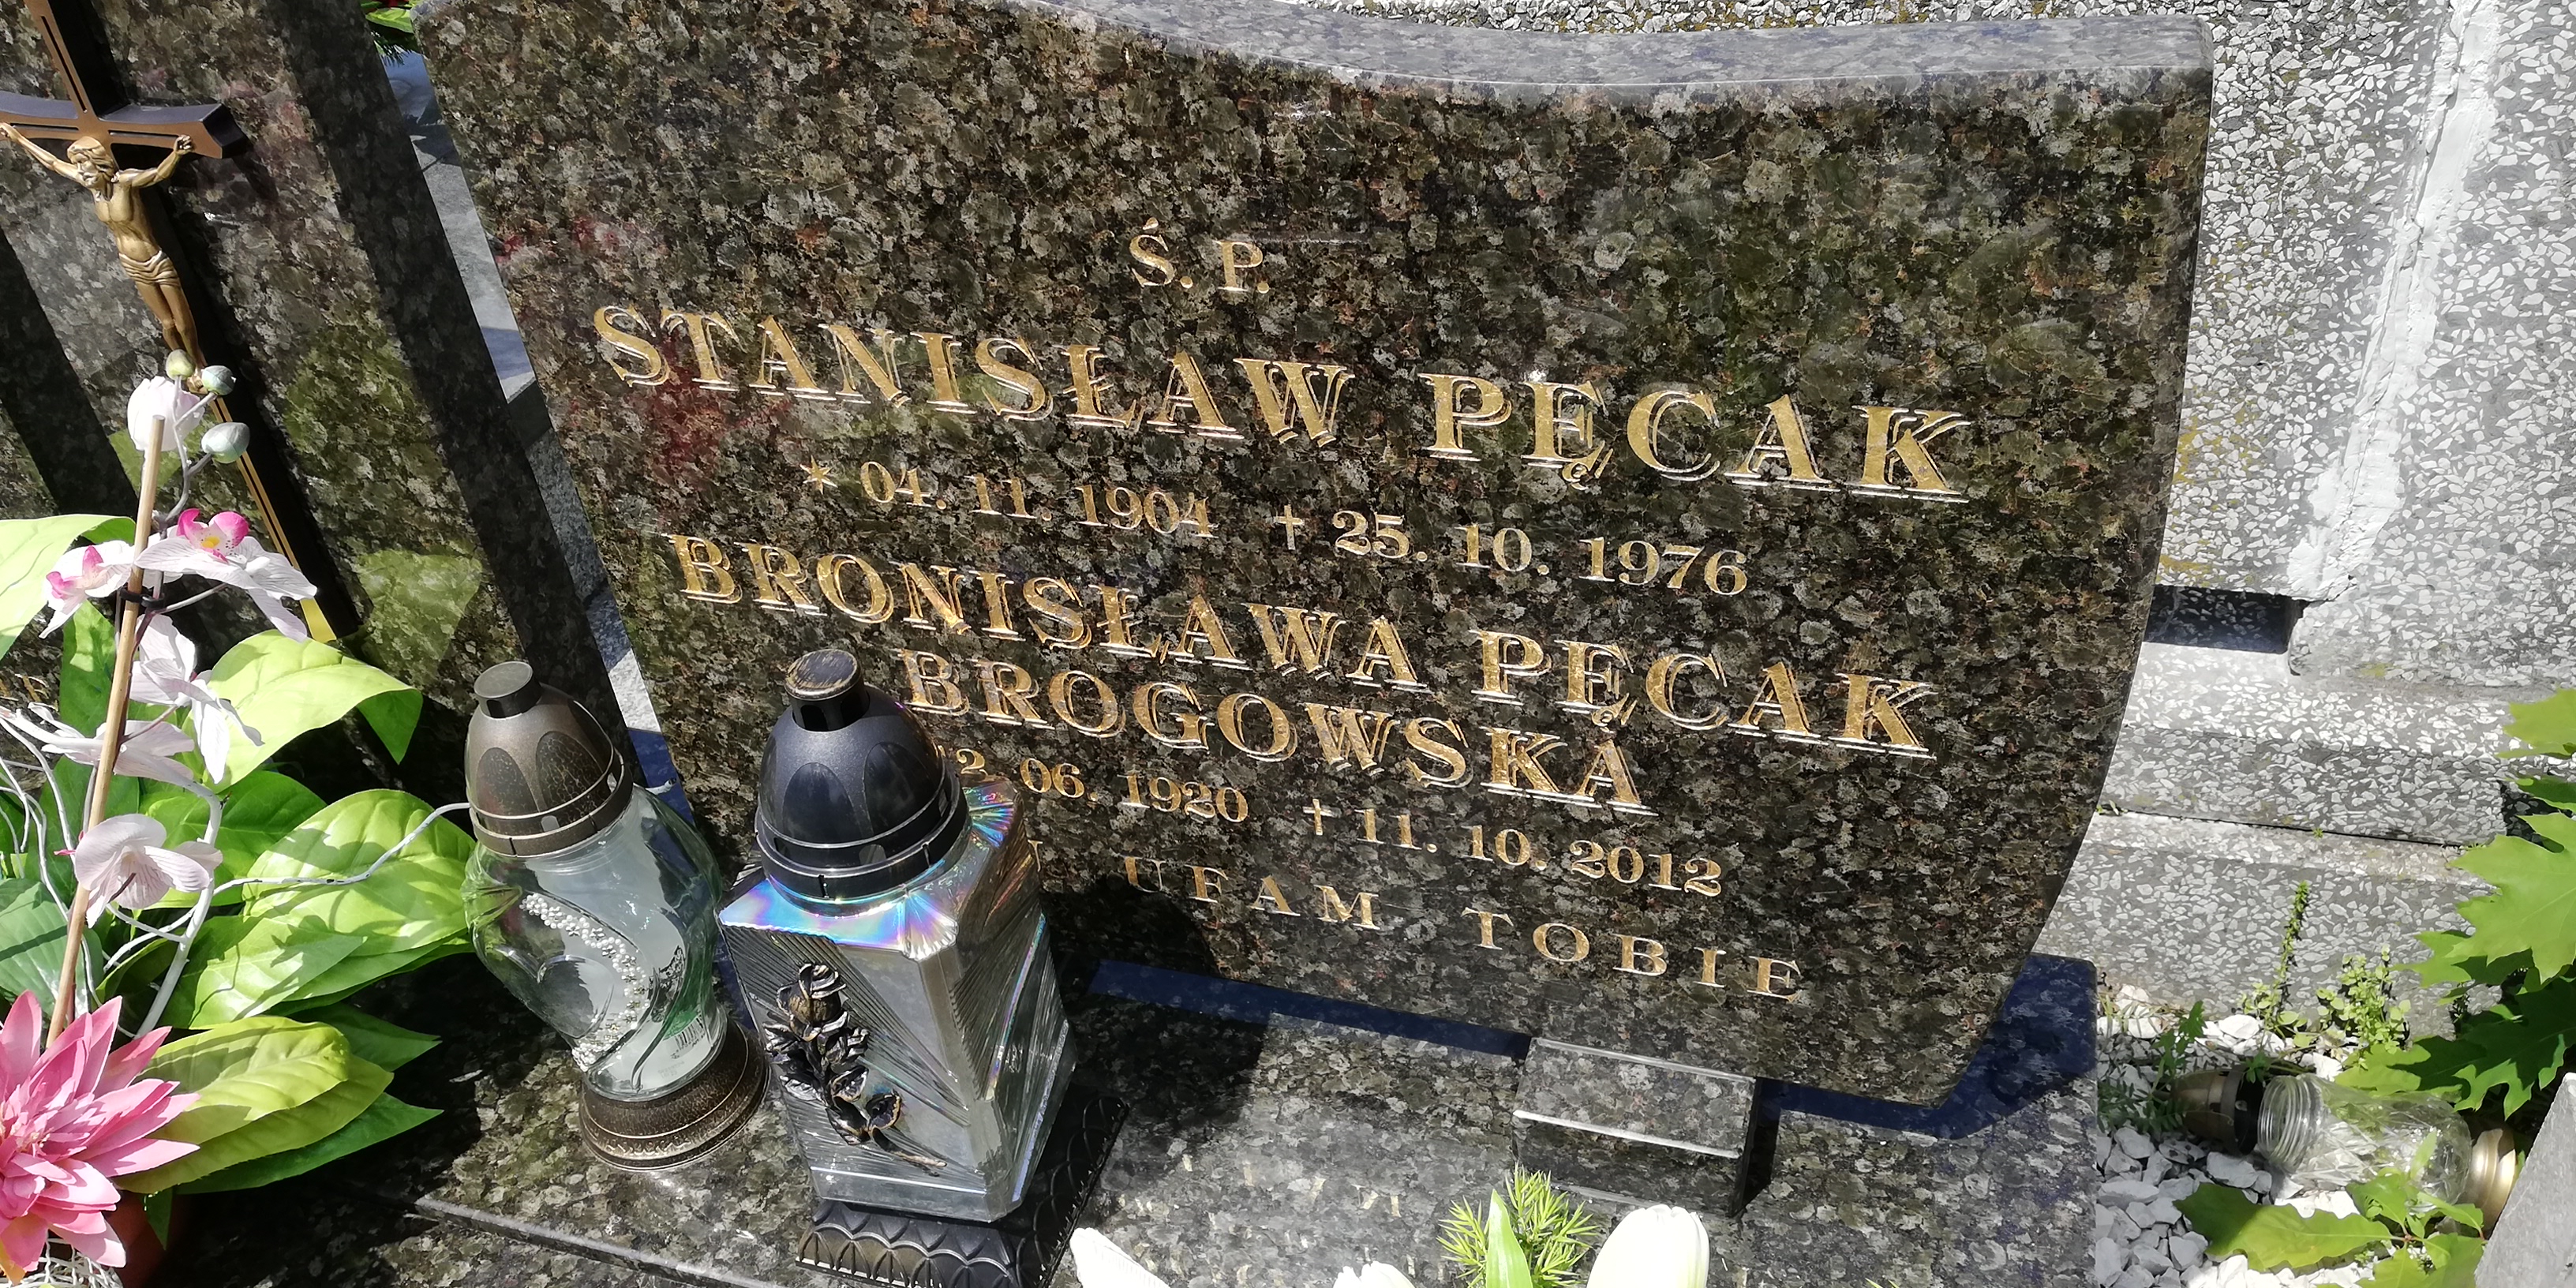 Ś. P.
STANISŁAW PĘCAK
* 04. 11. 1904 † 25. 10. 1976
BRONISŁAWA PĘCAK
BROGOWSKA
06. 1920 † 11. 10. 2012
UFAM TOBIE